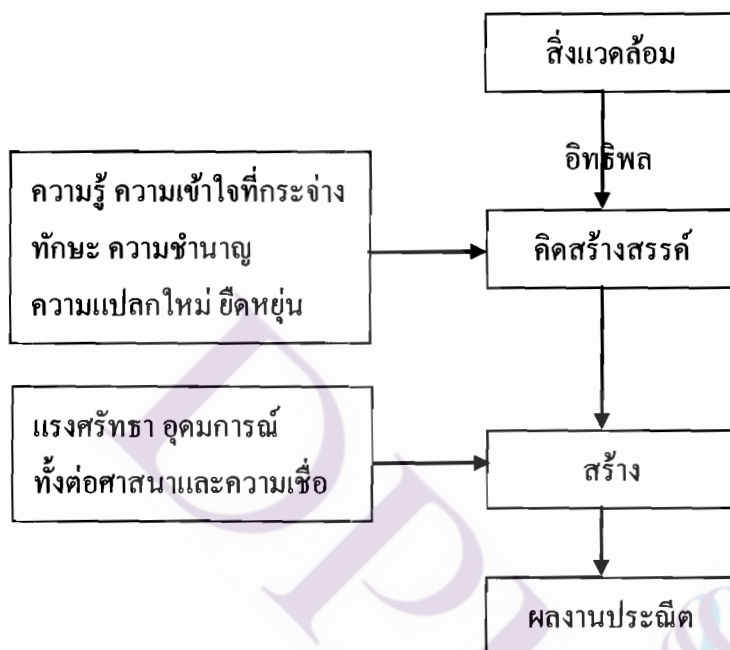 สิ่งแวดล้อม
อิทธิพล
ความรู้ ความเข้าใจที่กระจ่าง
ทักษะ ความชำนาญ
ความแปลกใหม่ ยืดหยุ่น
คิดสร้างสรรค์
แรงศรัทธา อุดมการณ์
ทั้งต่อศาสนาและความเชื่อ
สร้าง
ผลงานประณีต